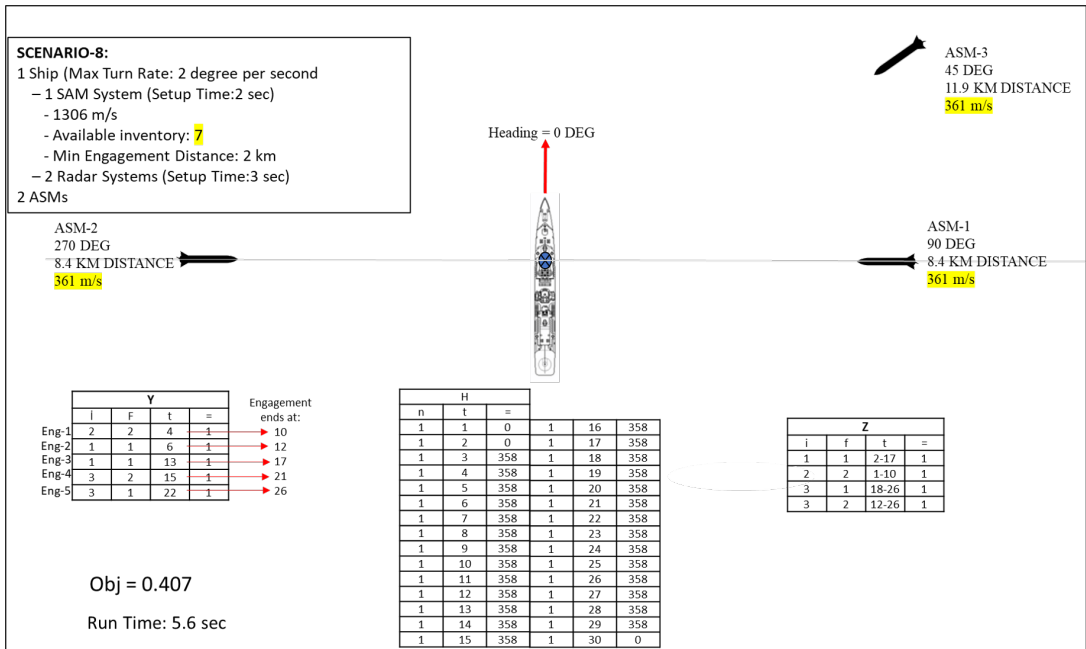 SCENARIO-8:
1 Ship (Max Turn Rate: 2 degree per second
– 1 SAM System (Setup Time:2 sec)
- 1306 m/s
- Available inventory: 7
- Min Engagement Distance: 2 km
– 2 Radar Systems (Setup Time:3 sec)
2 ASMs
Heading = 0 DEG
ASM-3
45 DEG
11.9 KM DISTANCE
361 m/s
ASM-2
270 DEG
8.4 KM DISTANCE
361 m/s
ASM-1
90 DEG
8.4 KM DISTANCE
361 m/s
Y
i F t =
Engagement ends at:
Eng-1 2 2 4 1 10
Eng-2 1 1 6 1 12
Eng-3 1 1 13 1 17
Eng-4 3 2 15 1 21
Eng-5 3 1 22 1 26
H
n t =
1 1 0 1 16 358
1 2 0 1 17 358
1 3 358 1 18 358
1 4 358 1 19 358
1 5 358 1 20 358
1 6 358 1 21 358
1 7 358 1 22 358
1 8 358 1 23 358
1 9 358 1 24 358
1 10 358 1 25 358
1 11 358 1 26 358
1 12 358 1 27 358
1 13 358 1 28 358
1 14 358 1 29 358
1 15 358 1 30 0
Z
i f t =
1 1 2-17 1
2 2 1-10 1
3 1 18-26 1
3 2 12-26 1
Obj = 0.407
Run Time: 5.6 sec